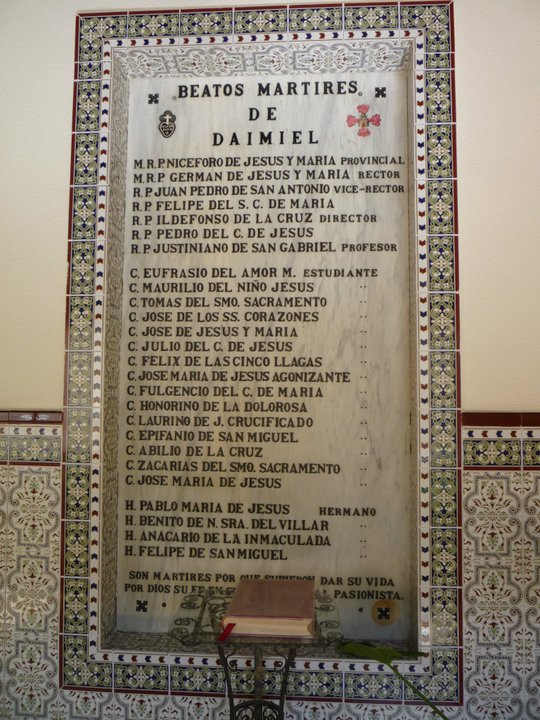 BEATOS MARTIRES
DE
DAIMIEL
M.R.P. NICEFORO DE JESUS Y MARIA PROVINCIAL
M.R.P. GERMAN DE JESUS Y MARIA RECTOR
R.P. JUAN PEDRO DE SAN ANTONIO VICE-RECTOR
R.P. FELIPE DEL S. C. DE MARIA
R.P. ILDEFONSO DE LA CRUZ DIRECTOR
R.P. PEDRO DEL C. DE JESUS
R.P. JUSTINIANO DE SAN GABRIEL PROFESOR
C. EUFRASIO DEL AMOR M. ESTUDIANTE
C. MAURILIO DEL NIÑO JESUS "
C. TOMAS DEL SMO. SACRAMENTO "
C. JOSE DE LOS SS. CORAZONES "
C. JOSE DE JESUS Y MARIA "
C. JULIO DEL C. DE JESUS "
C. FELIX DE LAS CINCO LLAGAS "
C. JOSE MARIA DE JESUS AGONIZANTE "
C. FULGENCIO DEL C. DE MARIA "
C. HONORINO DE LA DOLOROSA "
C. LAURINO DE J. CRUCIFICADO "
C. EPIFANIO DE SAN MIGUEL "
C. ABILIO DE LA CRUZ "
C. ZACARIAS DEL SMO. SACRAMENTO "
C. JOSE MARIA DE JESUS "
H. PABLO MARIA DE JESUS HERMANO
H. BENITO DE N. SRA. DEL VILLAR "
H. ANACARIO DE LA INMACULADA "
H. FELIPE DE SAN MIGUEL "
SON MARTIRES POR QUE SUPIERON DAR SU VIDA
POR DIOS SU FE PASIONISTA.